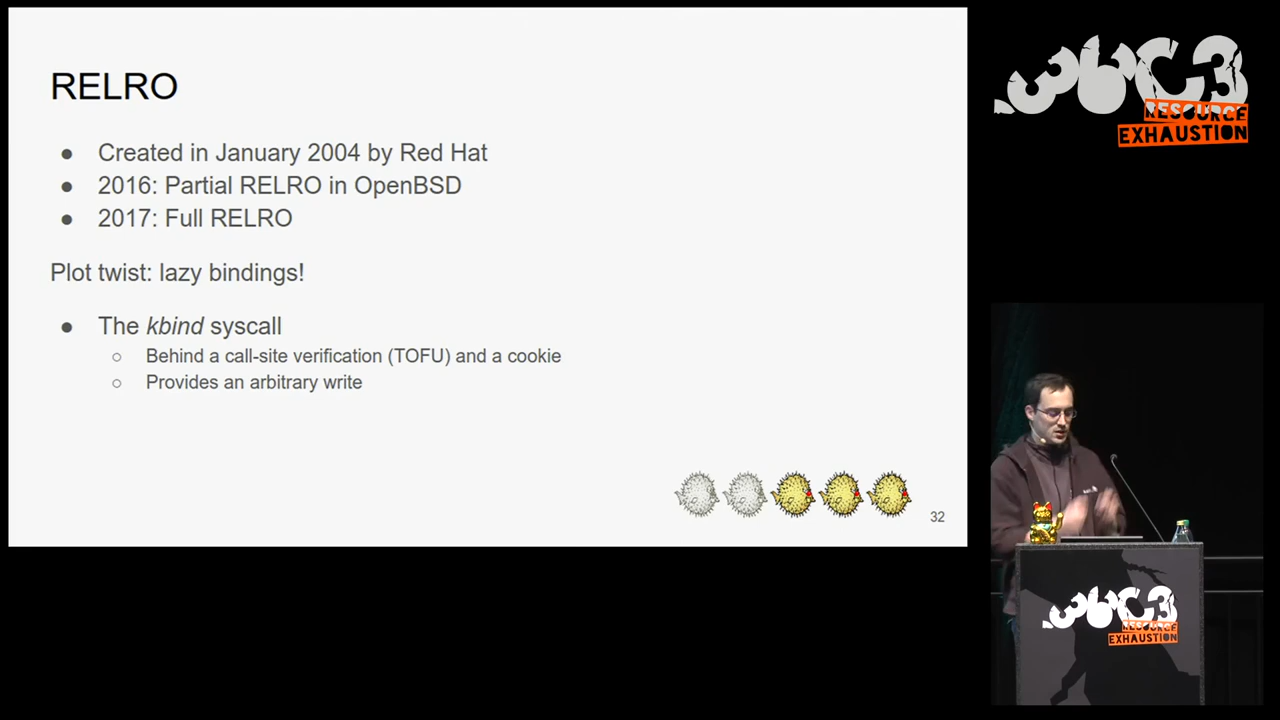 RELRO
● Created in January 2004 by Red Hat
● 2016: Partial RELRO in OpenBSD
● 2017: Full RELRO
Plot twist: lazy bindings!
● The kbind syscall
○ Behind a call-site verification (TOFU) and a cookie
○ Provides an arbitrary write
32
36C3
RESOURCE
EXHAUSTION
36C3
RESOURCE
EXHAUSTION